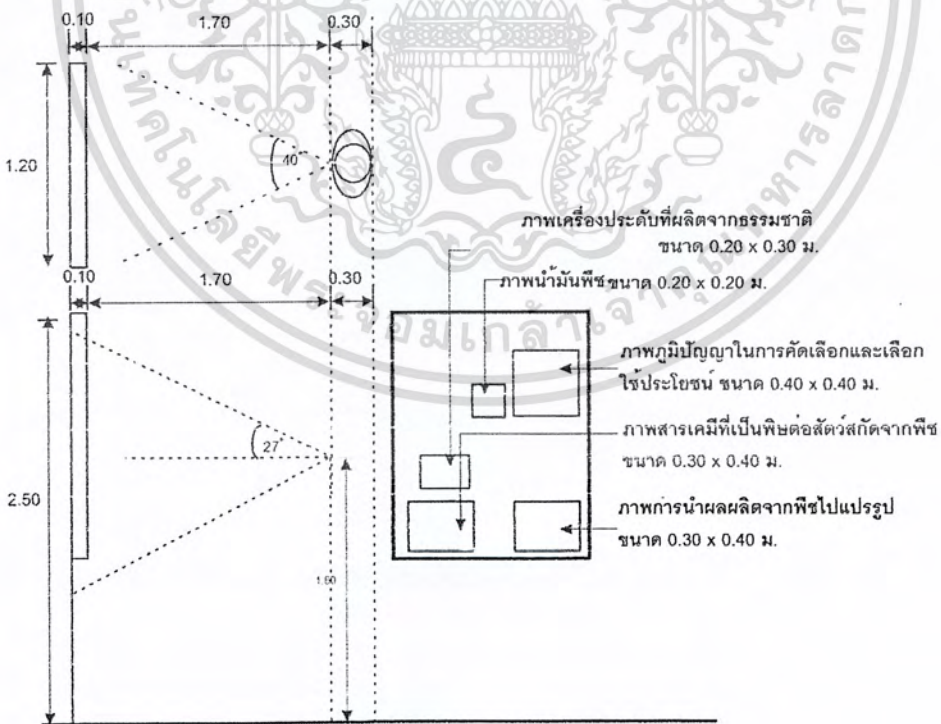 0.10
1.70
0.30
1.20
40
0.10
1.70
0.30
2.50
27
1.60
ภาพเครื่องประดับที่ผลิตจากธรรมชาติ
ขนาด 0.20 x 0.30 ม.
ภาพน้ำมันพืช ขนาด 0.20 x 0.20 ม.
ภาพภูมิปัญญาในการคัดเลือกและเลือก
ใช้ประโยชน์ ขนาด 0.40 x 0.40 ม.
ภาพสารเคมีที่เป็นพิษต่อสัตว์สกัดจากพืช
ขนาด 0.30 x 0.40 ม.
ภาพการนำผลผลิตจากพืชไปแปรรูป
ขนาด 0.30 x 0.40 ม.